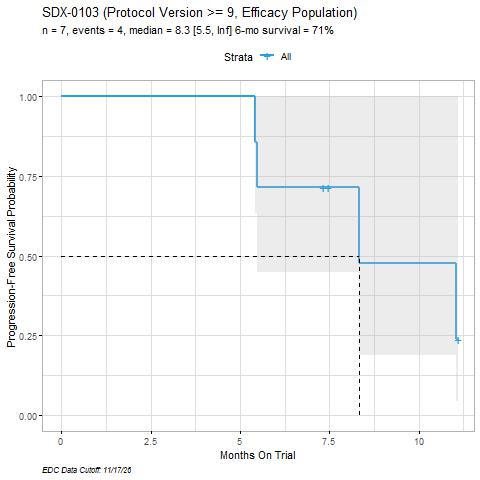 SDX-0103 (Protocol Version >= 9, Efficacy Population)
n = 7, events = 4, median = 8.3 [5.5, Inf] 6-mo survival = 71%
Strata All
Progression-Free Survival Probability
1.00
0.75
0.50
0.25
0.00
0 2.5 5 7.5 10
Months On Trial
EDC Data Cutoff: 11/17/26